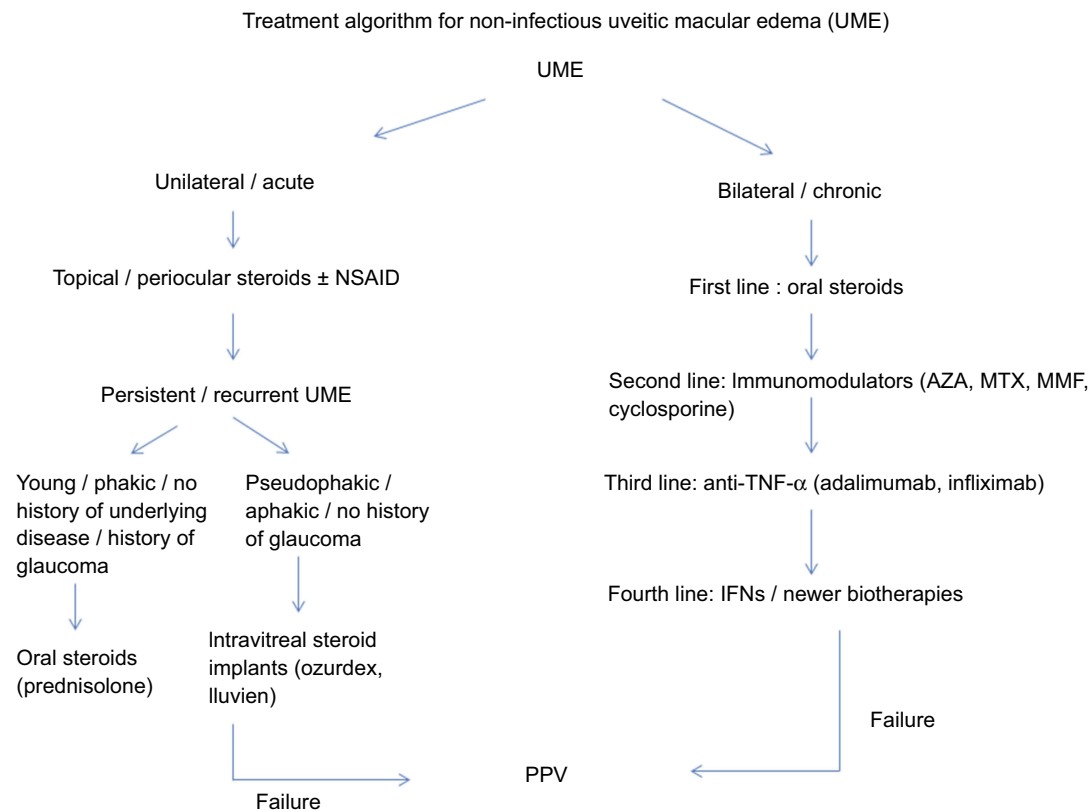 Treatment algorithm for non-infectious uveitic macular edema (UME)
UME
Unilateral / acute
Topical / periocular steroids ± NSAID
Persistent / recurrent UME
Young / phakic / no
history of underlying
disease / history of
glaucoma
Oral steroids
(prednisolone)
Pseudophakic /
aphakic / no history
of glaucoma
Intravitreal steroid
implants (ozurdex,
lluvien)
Failure
Bilateral / chronic
First line : oral steroids
Second line: Immunomodulators (AZA, MTX, MMF,
cyclosporine)
Third line: anti-TNF-α (adalimumab, infliximab)
Fourth line: IFNs / newer biotherapies
Failure
PPV